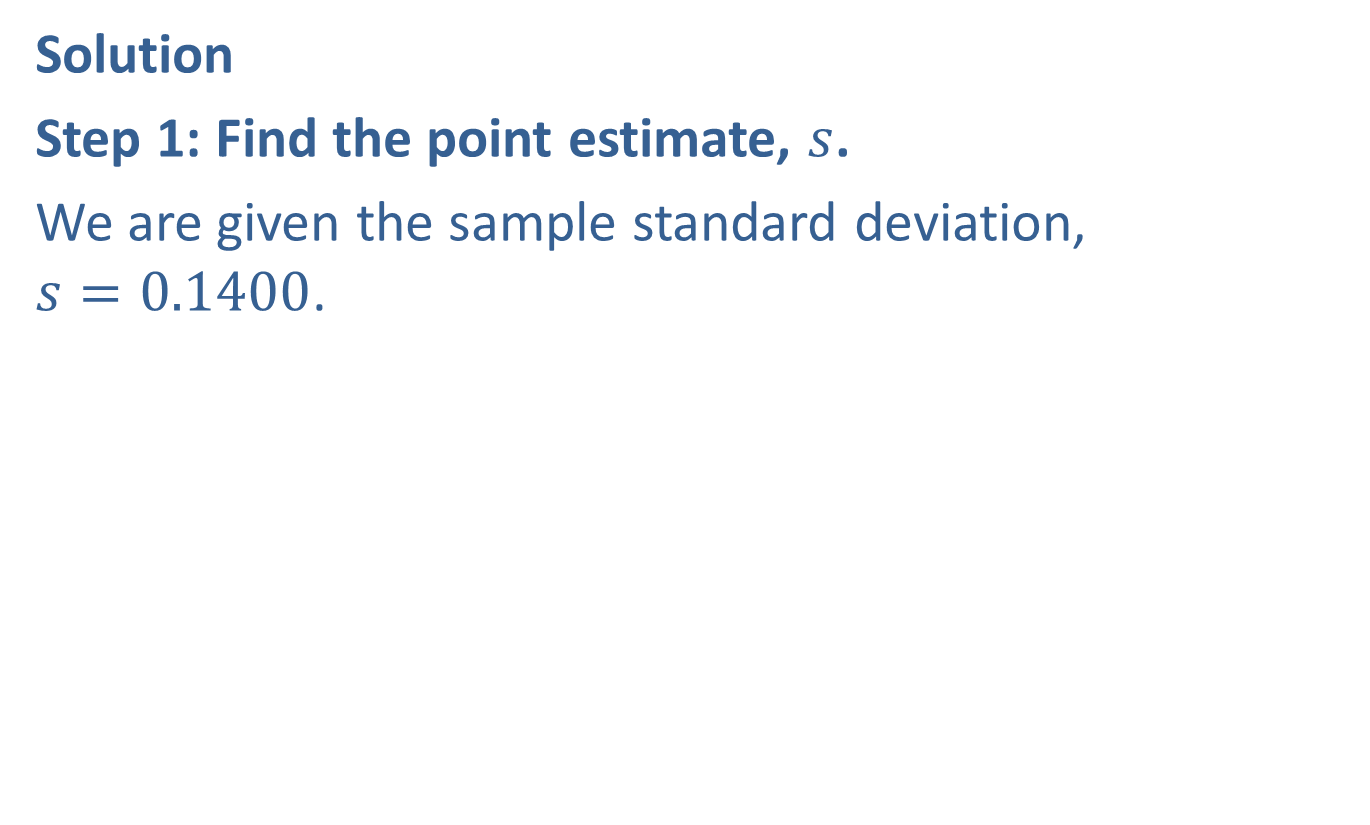 Solution
Step 1: Find the point estimate, s.
We are given the sample standard deviation,
s = 0.1400.